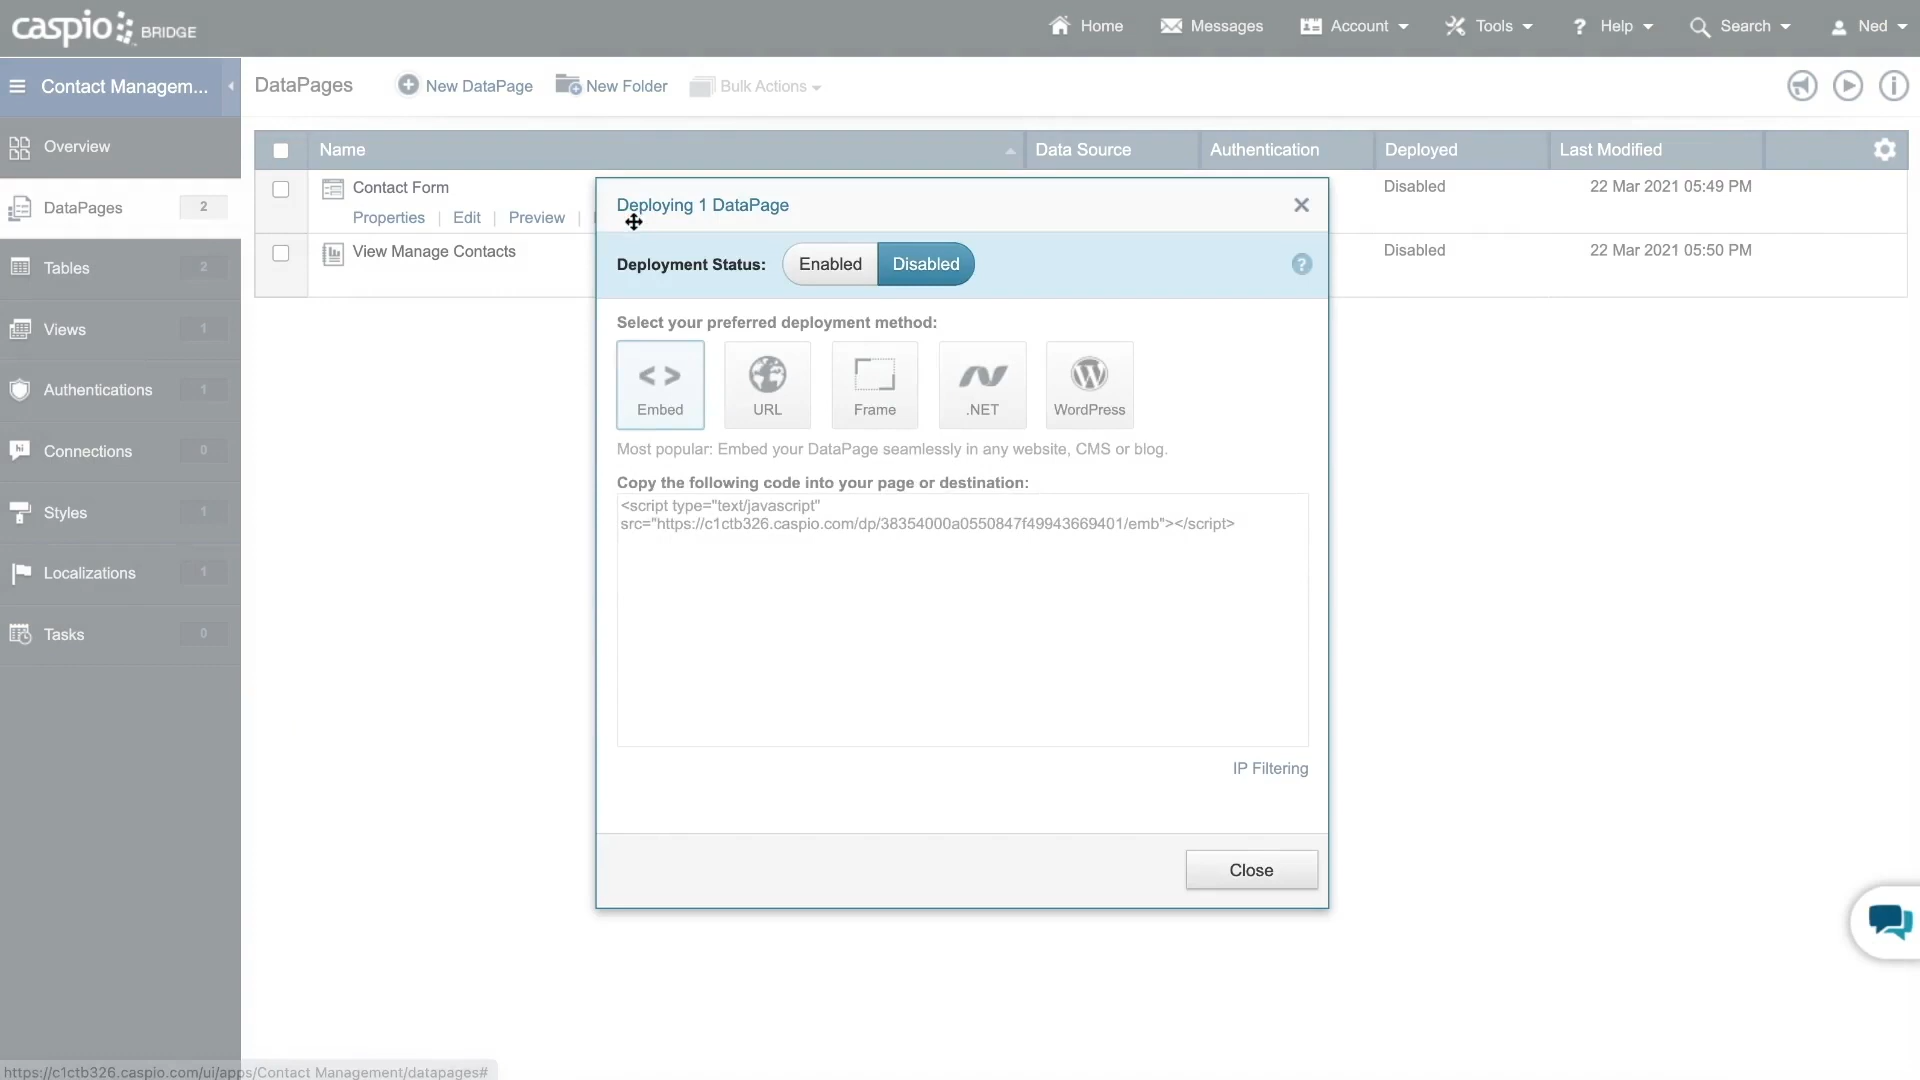 caspio BRIDGE
Home
Messages
Account
Tools
? Help
Search
Ned
Contact Managem...
DataPages
New DataPage
New Folder
Bulk Actions
Overview
DataPages 2
Tables 2
Views 1
Authentications 1
hi Connections 0
Styles 1
Localizations 1
Tasks 0
Name
Data Source
Authentication
Deployed
Last Modified
Contact Form
Disabled
22 Mar 2021 05:49 PM
Properties | Edit | Preview |
View Manage Contacts
Disabled
22 Mar 2021 05:50 PM
Deploying 1 DataPage
Deployment Status: Enabled Disabled ?
Select your preferred deployment method:
Embed
URL
Frame
.NET
WordPress
Most popular: Embed your DataPage seamlessly in any website, CMS or blog.
Copy the following code into your page or destination:
<script type="text/javascript"
src="https://c1ctb326.caspio.com/dp/38354000a0550847f49943669401/emb"></script>
IP Filtering
Close
https://c1ctb326.caspio.com/ui/apps/Contact Management/datapages#